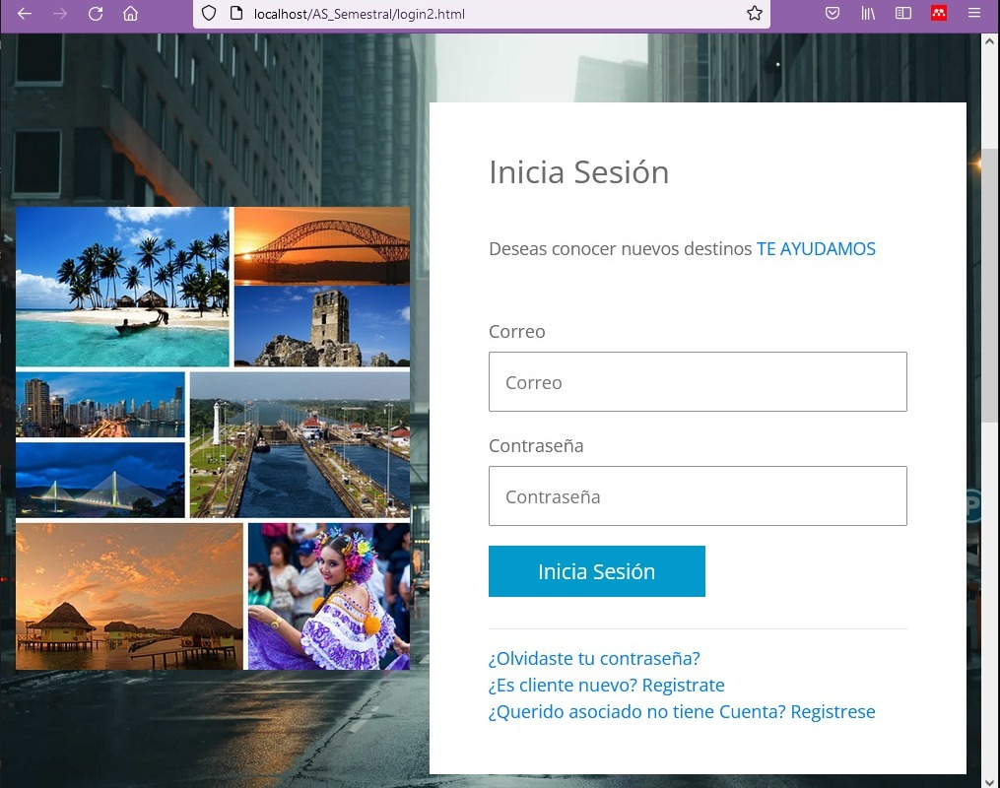 localhost/AS_Semestral/login2.html
Inicia Sesión
Deseas conocer nuevos destinos TE AYUDAMOS
Correo
Correo
Contraseña
Contraseña
Inicia Sesión
¿Olvidaste tu contraseña?
¿Es cliente nuevo? Registrate
¿Querido asociado no tiene Cuenta? Registrese
P